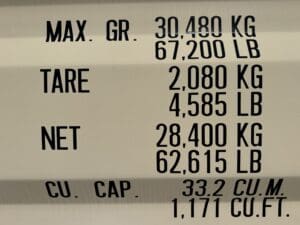 MAX. GR. 30,480 KG
67,200 LB
TARE 2,080 KG
4,585 LB
NET 28,400 KG
62,615 LB
CU. CAP. 33.2 CU.M.
1,171 CU.FT.